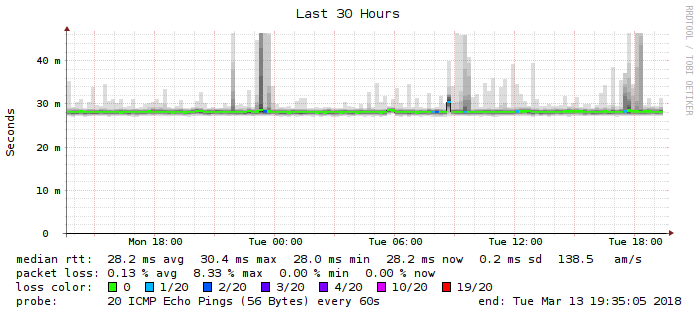 Last 30 Hours
RRDTOOL / TOBI OETIKER
Seconds
40 m
30 m
20 m
10 m
0
Mon 18:00 Tue 00:00 Tue 06:00 Tue 12:00 Tue 18:00
median rtt: 28.2 ms avg 30.4 ms max 28.0 ms min 28.2 ms now 0.2 ms sd 138.5 am/s
packet loss: 0.13 % avg 8.33 % max 0.00 % min 0.00 % now
loss color: 0 1/20 2/20 3/20 4/20 10/20 19/20
probe: 20 ICMP Echo Pings (56 Bytes) every 60s end: Tue Mar 13 19:35:05 2018